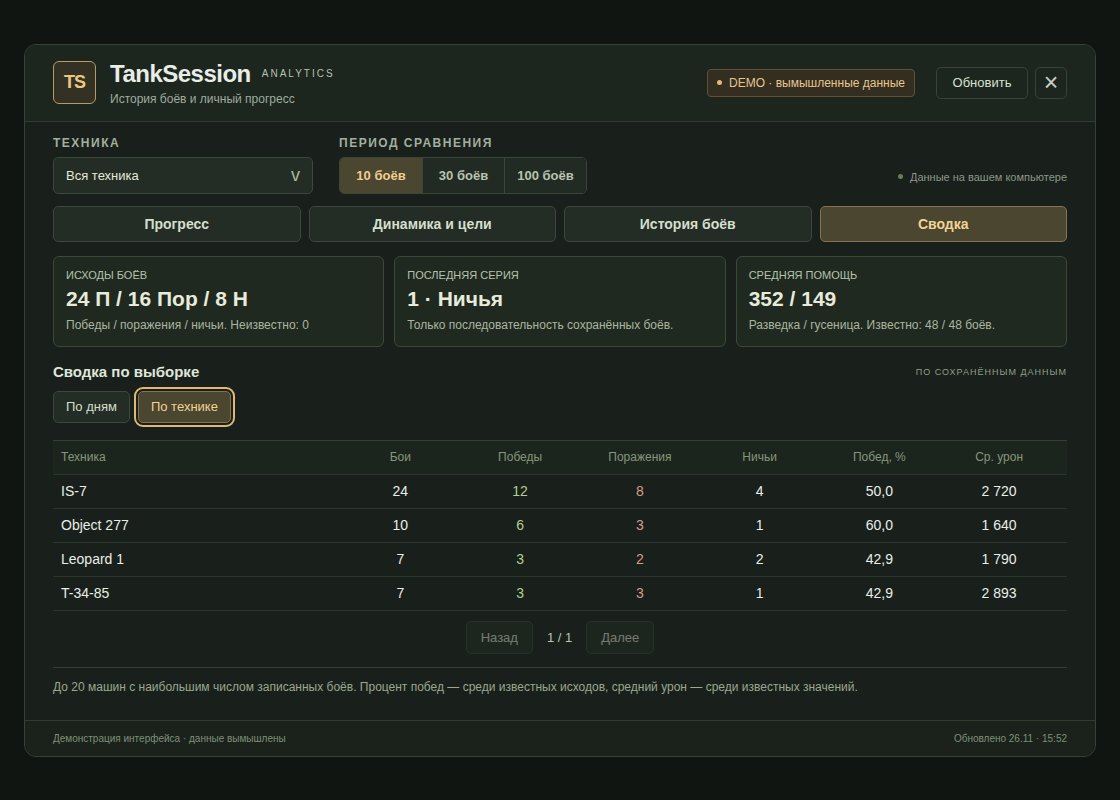 TS
TankSession ANALYTICS
История боёв и личный прогресс
DEMO · вымышленные данные
Обновить
✕
ТЕХНИКА
ПЕРИОД СРАВНЕНИЯ
Вся техника V
10 боёв 30 боёв 100 боёв
Данные на вашем компьютере
Прогресс Динамика и цели История боёв Сводка
ИСХОДЫ БОЁВ
24 П / 16 Пор / 8 Н
Победы / поражения / ничьи. Неизвестно: 0
ПОСЛЕДНЯЯ СЕРИЯ
1 · Ничья
Только последовательность сохранённых боёв.
СРЕДНЯЯ ПОМОЩЬ
352 / 149
Разведка / гусеница. Известно: 48 / 48 боёв.
Сводка по выборке
ПО СОХРАНЁННЫМ ДАННЫМ
По дням По технике
Техника Бои Победы Поражения Ничьи Побед, % Ср. урон
IS-7 24 12 8 4 50,0 2 720
Object 277 10 6 3 1 60,0 1 640
Leopard 1 7 3 2 2 42,9 1 790
T-34-85 7 3 3 1 42,9 2 893
Назад 1 / 1 Далее
До 20 машин с наибольшим числом записанных боёв. Процент побед — среди известных исходов, средний урон — среди известных значений.
Демонстрация интерфейса · данные вымышлены
Обновлено 26.11 · 15:52